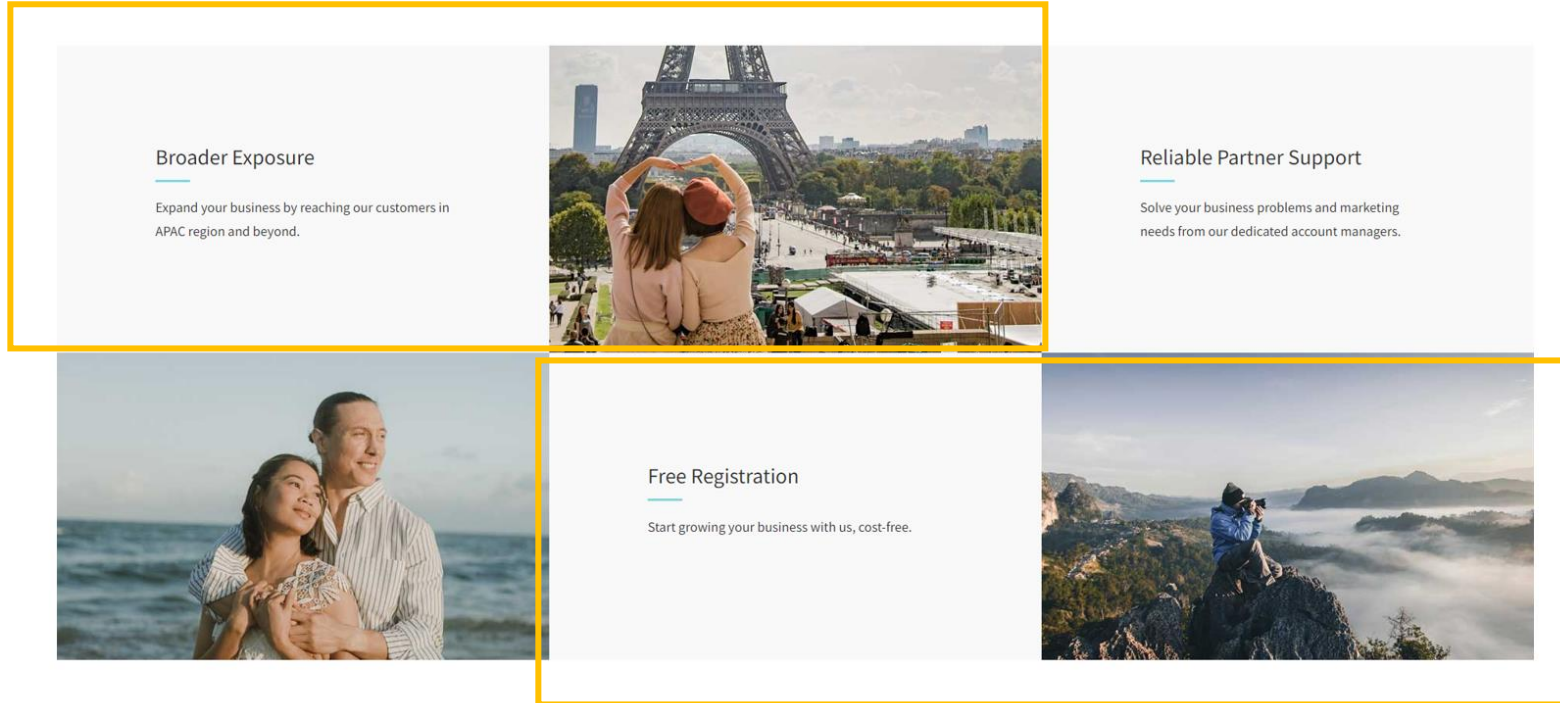 Broader Exposure
Expand your business by reaching our customers in
APAC region and beyond.
Reliable Partner Support
Solve your business problems and marketing
needs from our dedicated account managers.
Free Registration
Start growing your business with us, cost-free.